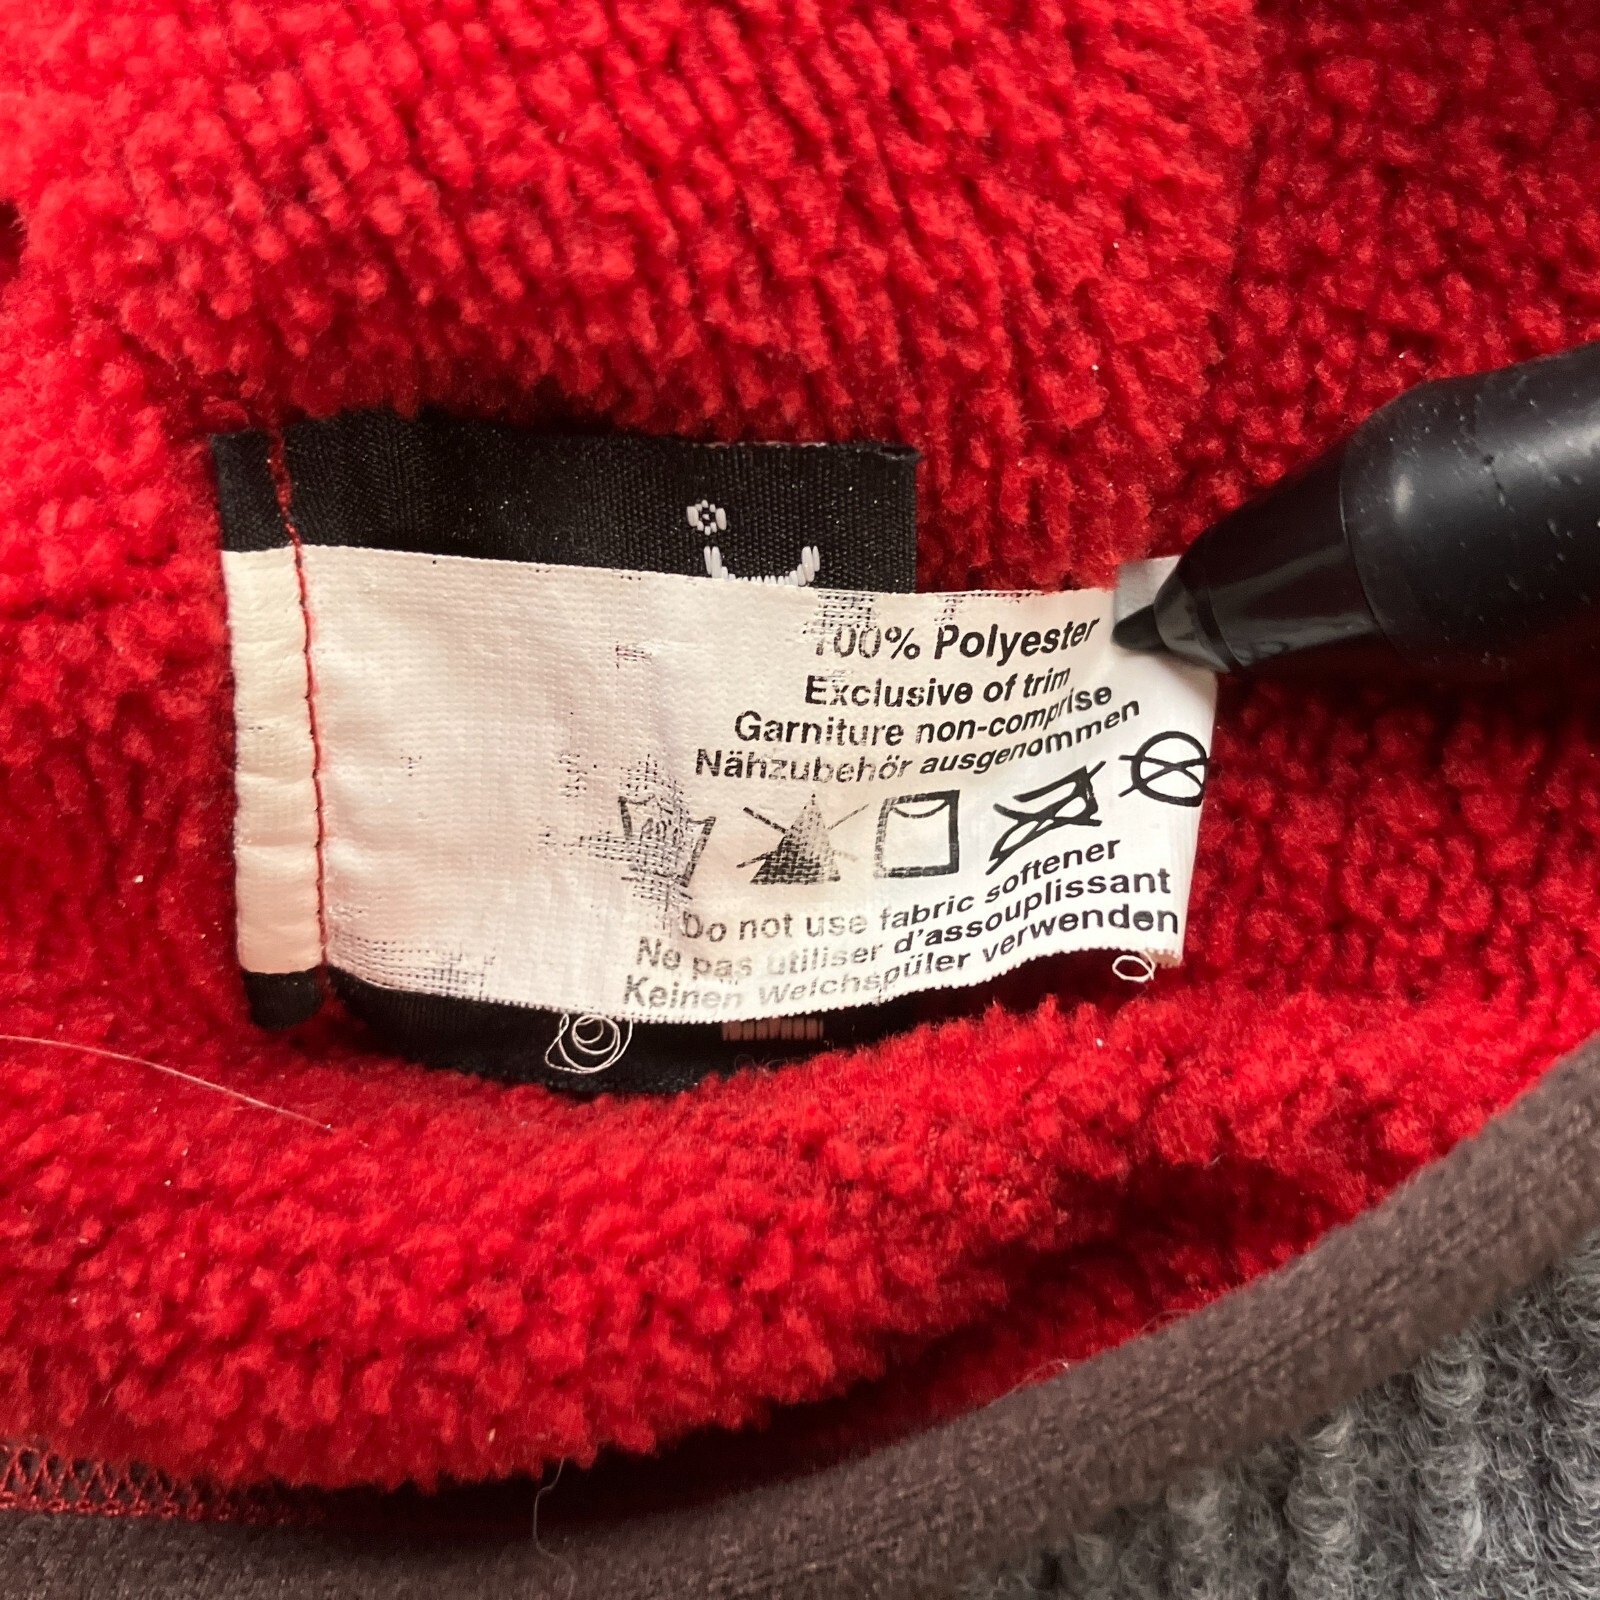 100% Polyester
Exclusive of trim
Garniture non-comprise
Nähzubehör ausgenommen
40°
Do not use fabric softener
Ne pas utiliser d'assouplissant
Keinen Weichspüler verwenden